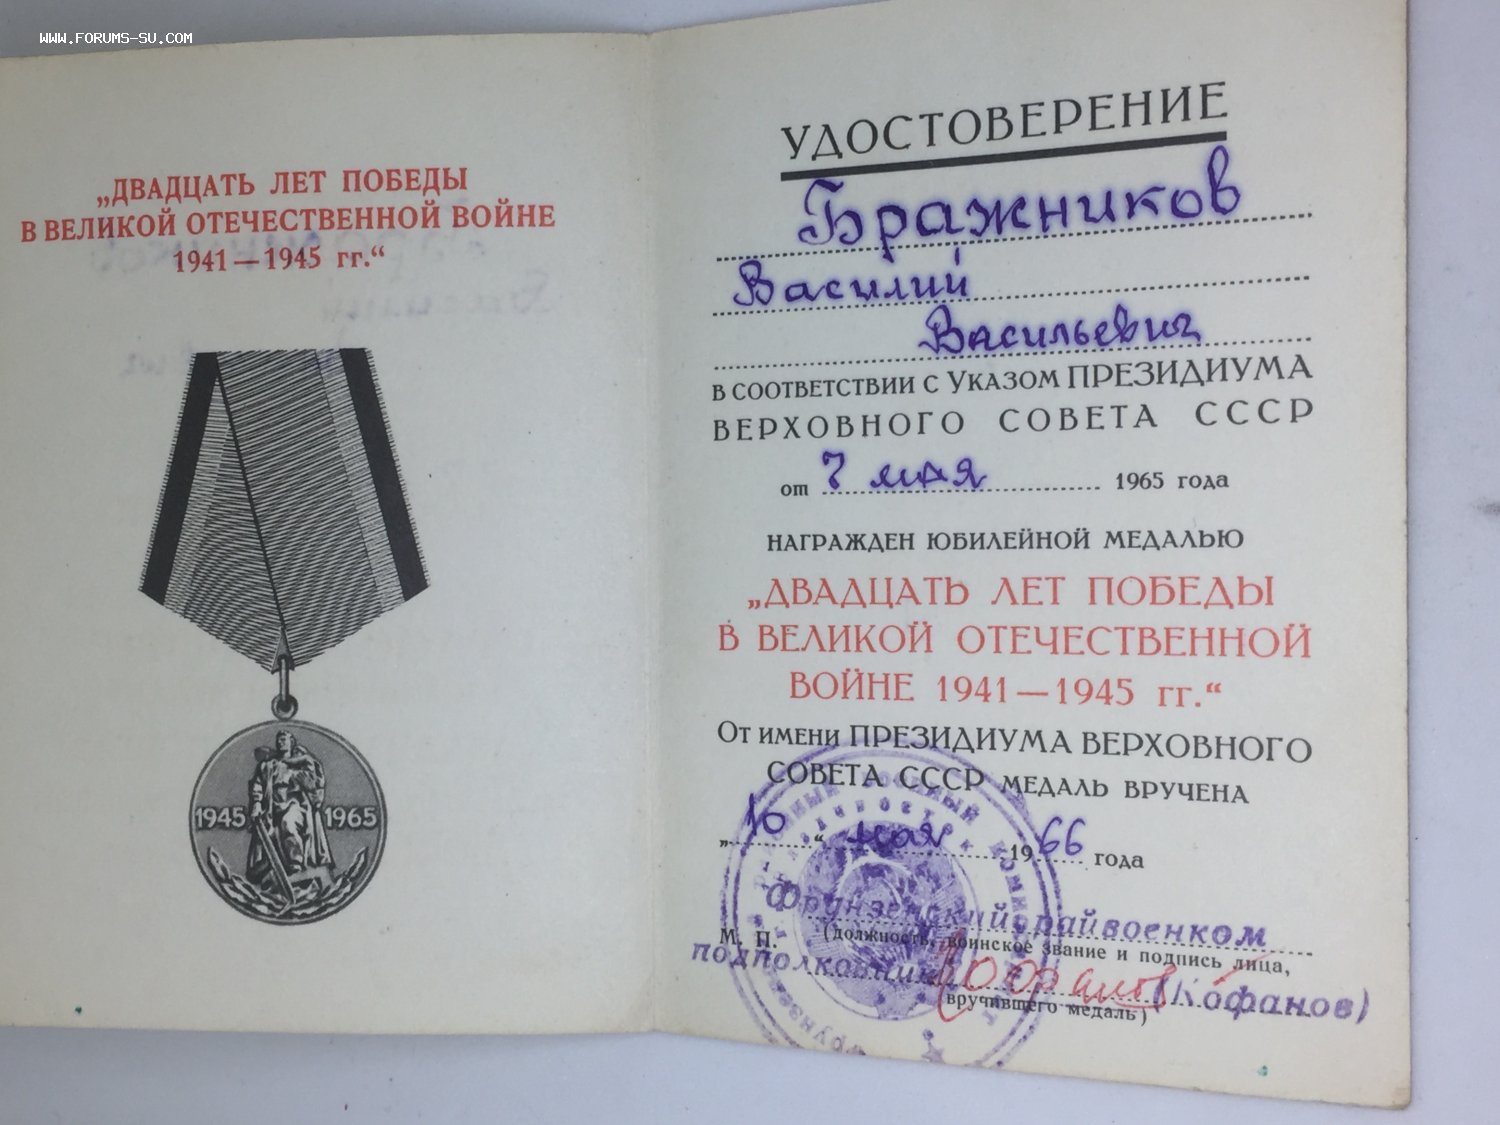 WWW.FORUMS-SU.COM
„ДВАДЦАТЬ ЛЕТ ПОБЕДЫ
В ВЕЛИКОЙ ОТЕЧЕСТВЕННОЙ ВОЙНЕ
1941—1945 гг.“
1945 1965
УДОСТОВЕРЕНИЕ
Бражников
Василий
Васильевич
В СООТВЕТСТВИИ С УКАЗОМ ПРЕЗИДИУМА
ВЕРХОВНОГО СОВЕТА СССР
от 7 мая 1965 года
НАГРАЖДЕН ЮБИЛЕЙНОЙ МЕДАЛЬЮ
„ДВАДЦАТЬ ЛЕТ ПОБЕДЫ
В ВЕЛИКОЙ ОТЕЧЕСТВЕННОЙ
ВОЙНЕ 1941—1945 гг.“
ОТ ИМЕНИ ПРЕЗИДИУМА ВЕРХОВНОГО
СОВЕТА СССР МЕДАЛЬ ВРУЧЕНА
„10“ мая 1966 года
Фрунзенский райвоенком
М. П. (должность, воинское звание и подпись лица,
подполковник (Кофанов)
вручившего медаль)